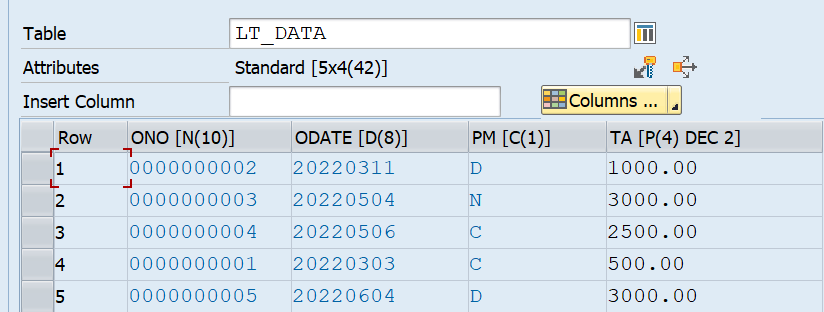 Table LT_DATA
Attributes Standard [5x4(42)]
Insert Column Columns ...
Row ONO [N(10)] ODATE [D(8)] PM [C(1)] TA [P(4) DEC 2]
1 0000000002 20220311 D 1000.00
2 0000000003 20220504 N 3000.00
3 0000000004 20220506 C 2500.00
4 0000000001 20220303 C 500.00
5 0000000005 20220604 D 3000.00